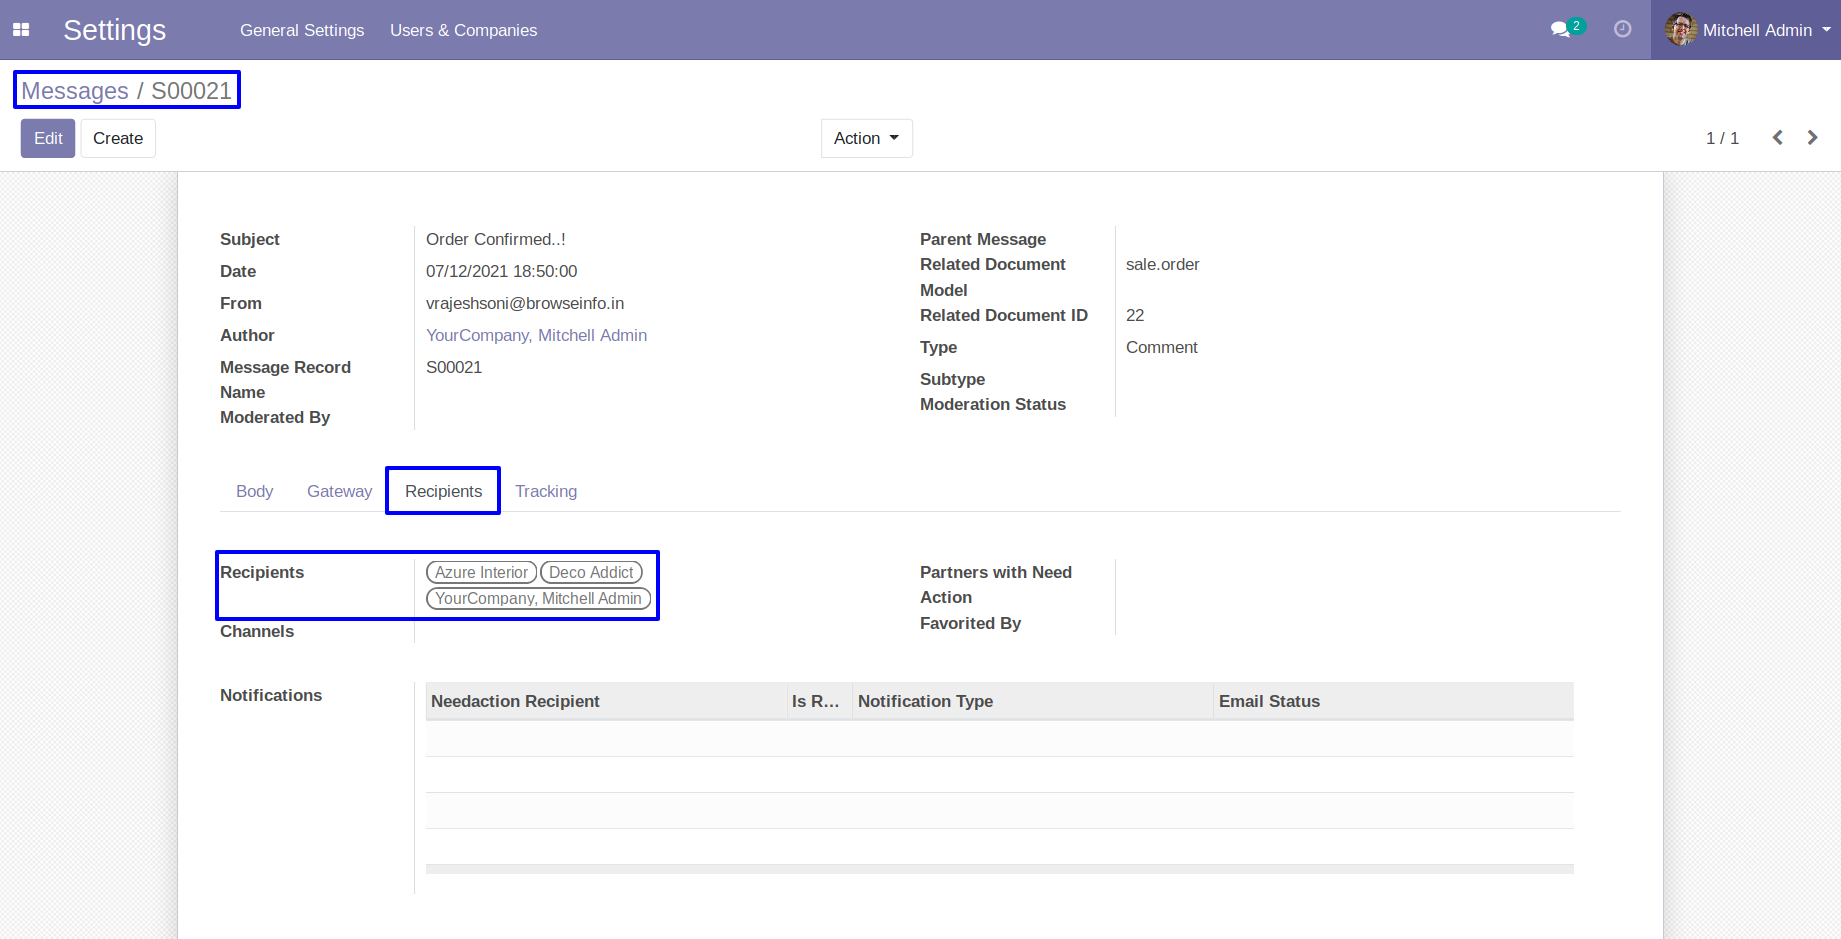 Settings
General Settings
Users & Companies
2
Mitchell Admin
Messages / S00021
Edit
Create
Action
1 / 1
Subject
Order Confirmed..!
Date
07/12/2021 18:50:00
From
vrajeshsoni@browseinfo.in
Author
YourCompany, Mitchell Admin
Message Record
Name
S00021
Moderated By
Parent Message
Related Document
Model
sale.order
Related Document ID
22
Type
Comment
Subtype
Moderation Status
Body
Gateway
Recipients
Tracking
Recipients
Azure Interior
Deco Addict
YourCompany, Mitchell Admin
Channels
Partners with Need
Action
Favorited By
Notifications
Needaction Recipient
Is R...
Notification Type
Email Status